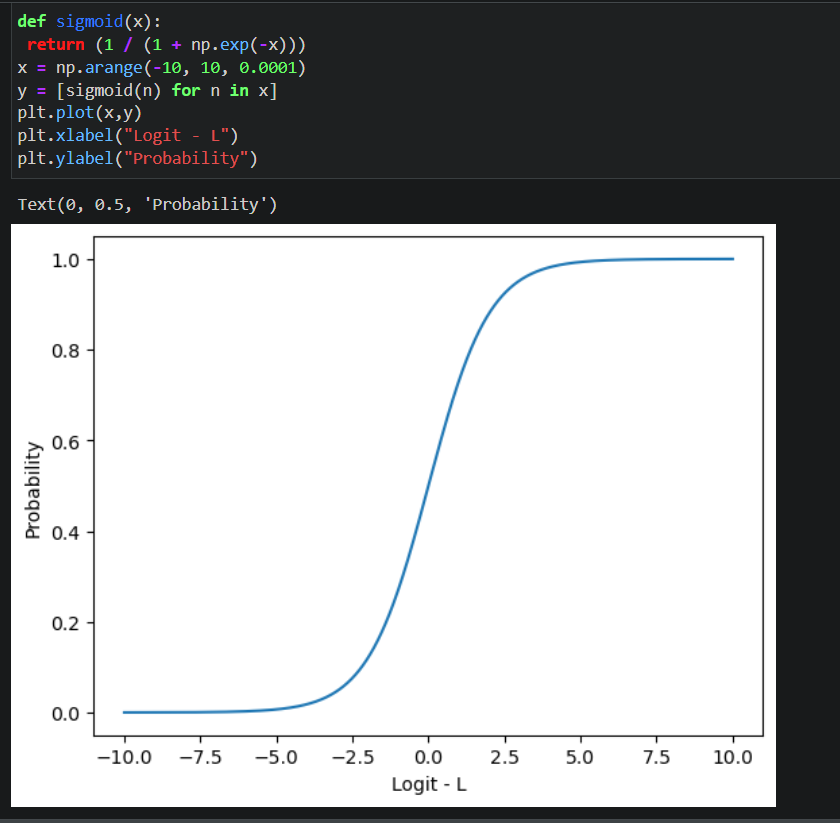 def sigmoid(x):
 return (1 / (1 + np.exp(-x)))
x = np.arange(-10, 10, 0.0001)
y = [sigmoid(n) for n in x]
plt.plot(x,y)
plt.xlabel("Logit - L")
plt.ylabel("Probability")
Text(0, 0.5, 'Probability')
1.0
0.8
0.6
0.4
0.2
0.0
Probability
−10.0 −7.5 −5.0 −2.5 0.0 2.5 5.0 7.5 10.0
Logit - L